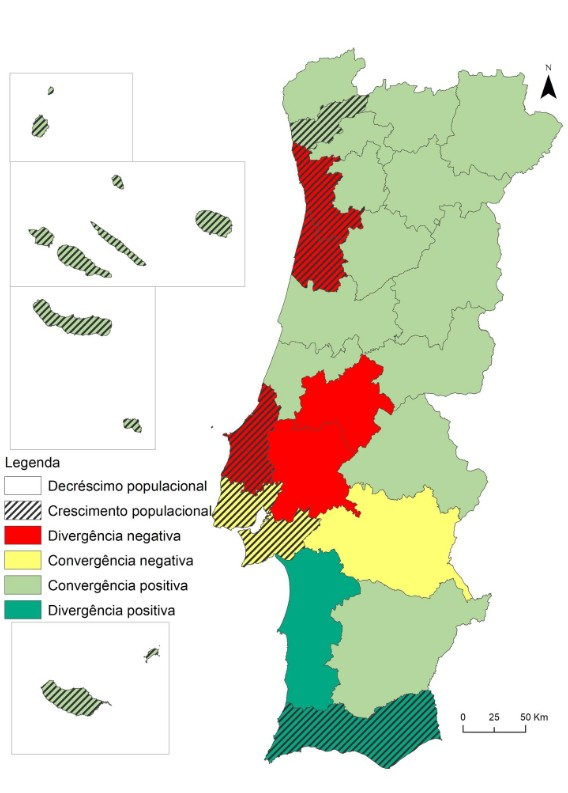 N
Legenda
Decréscimo populacional
Crescimento populacional
Divergência negativa
Convergência negativa
Convergência positiva
Divergência positiva
0 25 50 Km